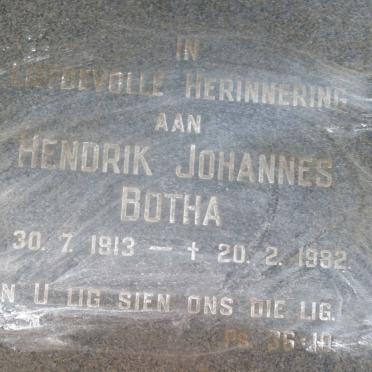 IN
LIEFDEVOLLE HERINNERING
AAN
HENDRIK JOHANNES
BOTHA
30. 7. 1913 — † 20. 2. 1982.
N U LIG SIEN ONS DIE LIG.
PS. 36:10